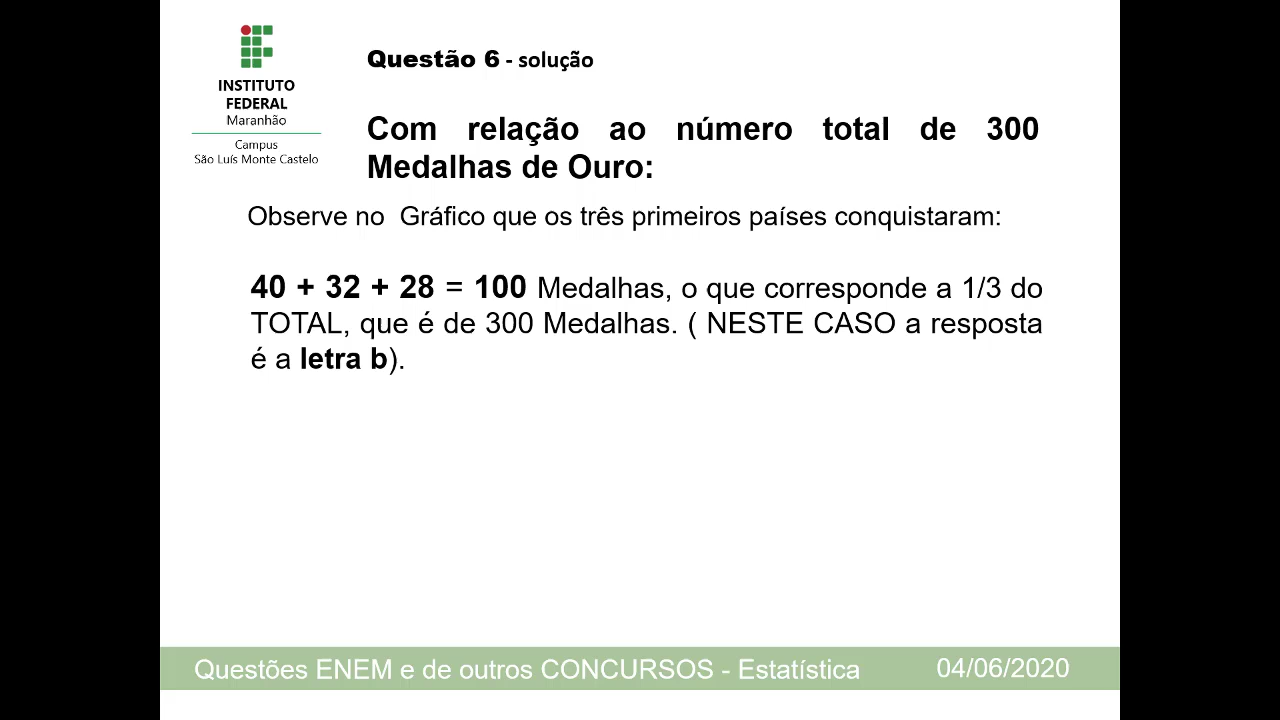 INSTITUTO
FEDERAL
Maranhão
Campus
São Luís Monte Castelo
Questão 6 - solução
Com relação ao número total de 300
Medalhas de Ouro:
Observe no Gráfico que os três primeiros países conquistaram:
40 + 32 + 28 = 100 Medalhas, o que corresponde a 1/3 do
TOTAL, que é de 300 Medalhas. ( NESTE CASO a resposta
é a letra b).
Questões ENEM e de outros CONCURSOS - Estatística
04/06/2020